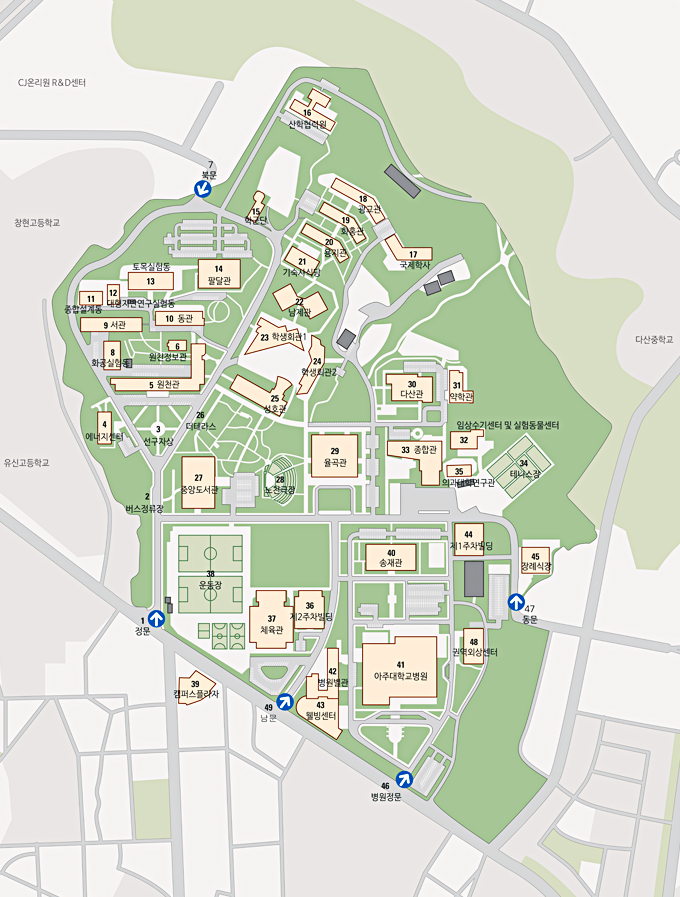 CJ온리원 R&D센터
16
산학협력원
7
북문
18
광교관
15
학군단
19
화홍관
창현고등학교
20
용지관
17
국제학사
14
팔달관
21
기숙사식당
토목실험동
13
12
대형지반연구실험동
11
종합설계동
22
남제관
10 동관
9 서관
23 학생회관1
다산중학교
6
원천정보관
8
화공실험동
24
학생회관2
5 원천관
25
성호관
30
다산관
31
약학관
26
더테라스
3
선구자상
4
에너지센터
임상수기센터 및 실험동물센터
32
29
율곡관
33 종합관
34
테니스장
유신고등학교
27
중앙도서관
28
노천극장
35
2
버스정류장
44
제1주차빌딩
40
송재관
45
장례식장
38
운동장
1
정문
37
체육관
36
제2주차빌딩
47
동문
48
권역외상센터
41
아주대학교병원
42
병원별관
39
캠퍼스플라자
49
남문
43
웰빙센터
46
병원정문